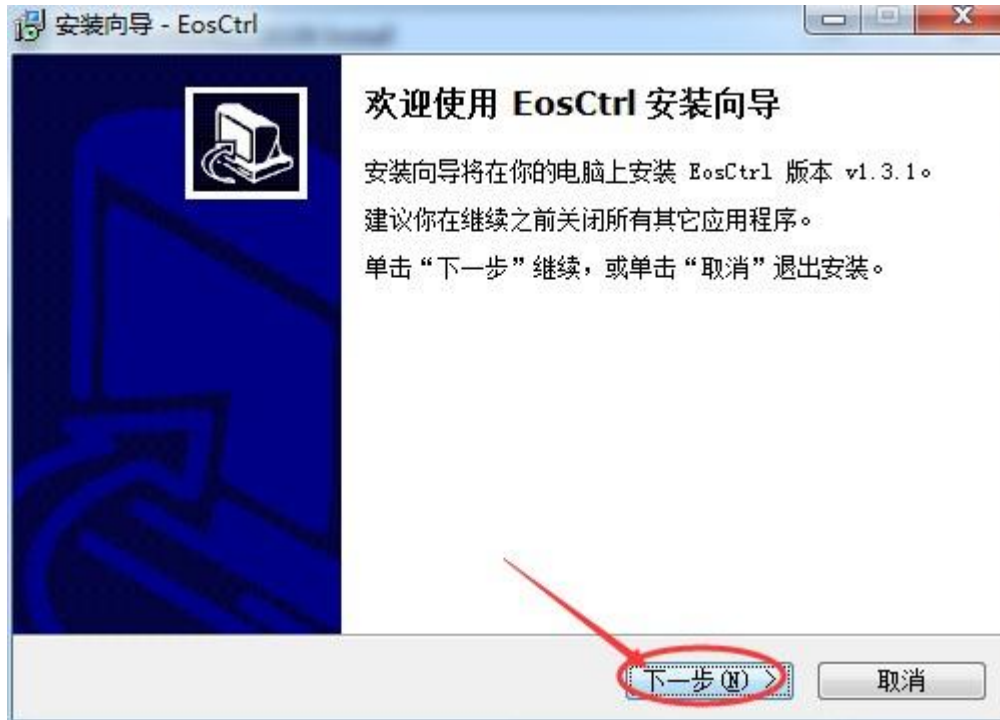 安装向导 - EosCtrl
欢迎使用 EosCtrl 安装向导
安装向导将在你的电脑上安装 EosCtrl 版本 v1.3.1。
建议你在继续之前关闭所有其它应用程序。
单击“下一步”继续，或单击“取消”退出安装。
下一步(N) >
取消